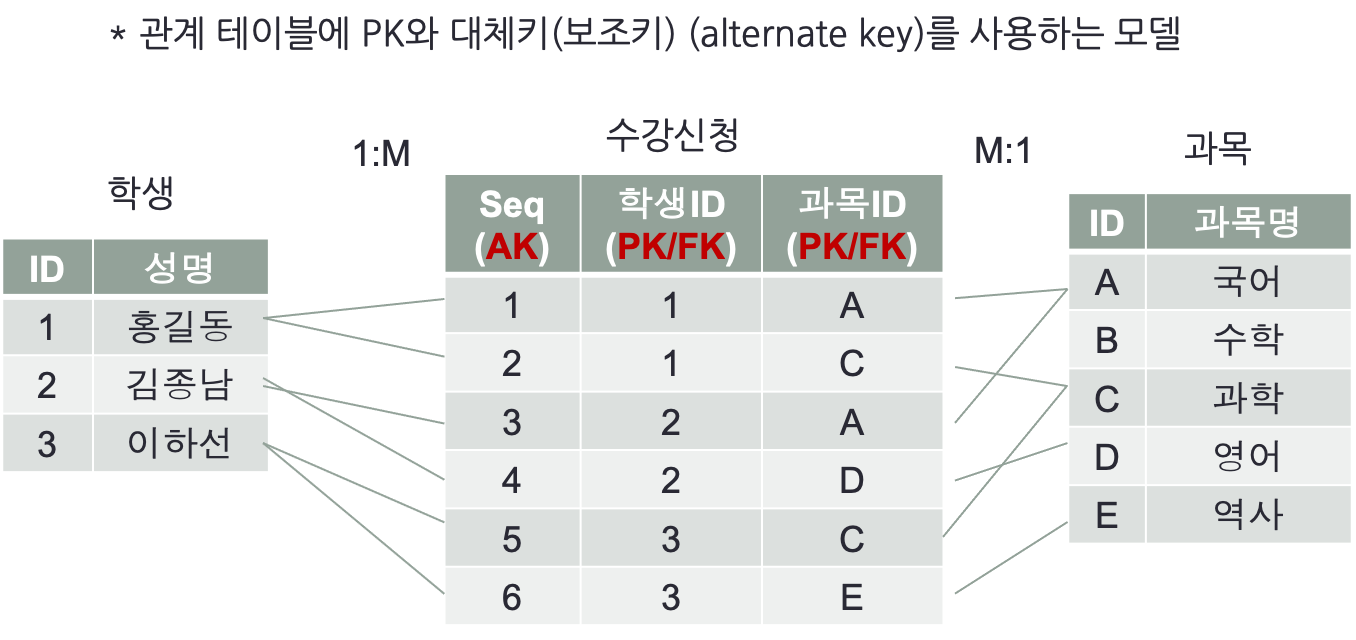 * 관계 테이블에 PK와 대체키(보조키) (alternate key)를 사용하는 모델
학생
1:M
수강신청
M:1
과목
ID 성명
1 홍길동
2 김종남
3 이하선
Seq 학생ID 과목ID
(AK) (PK/FK) (PK/FK)
1 1 A
2 1 C
3 2 A
4 2 D
5 3 C
6 3 E
ID 과목명
A 국어
B 수학
C 과학
D 영어
E 역사